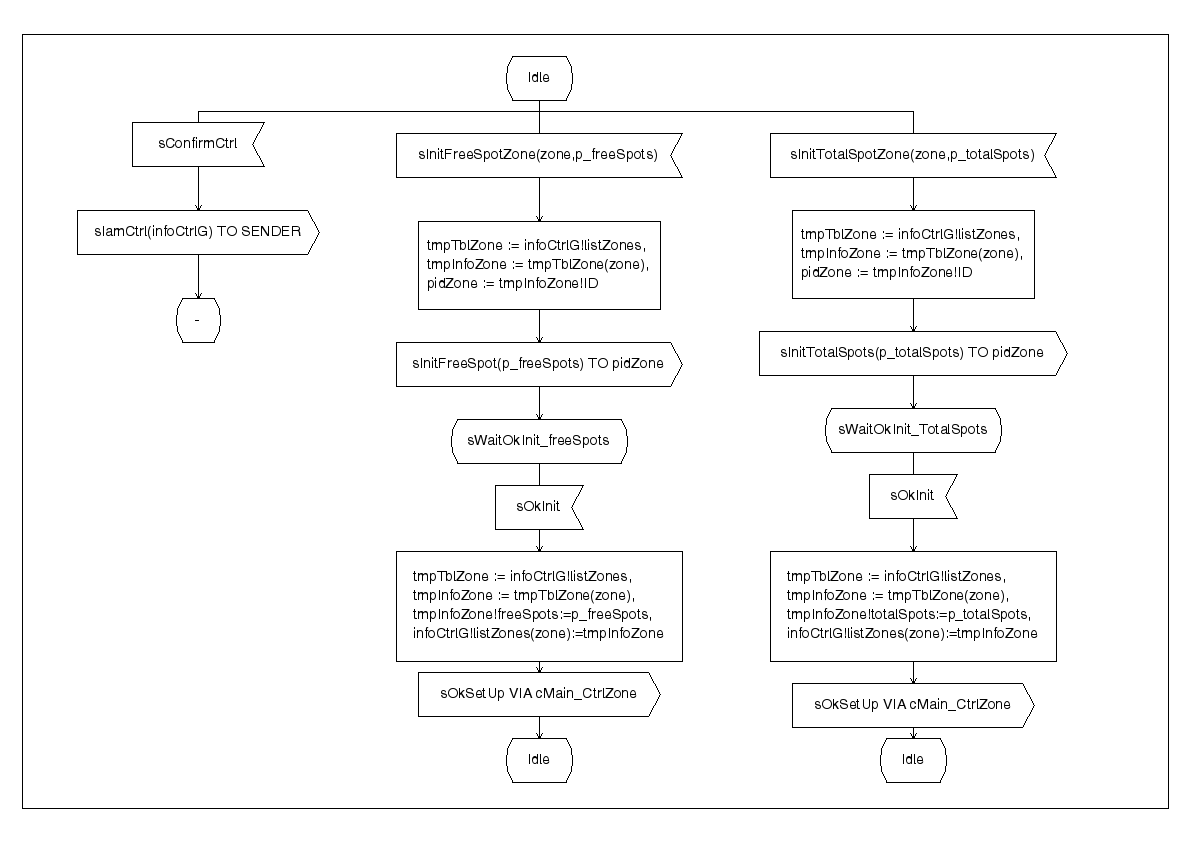 Idle
sConfirmCtrl
sIamCtrl(infoCtrlG) TO SENDER
-
sInitFreeSpotZone(zone,p_freeSpots)
tmpTblZone := infoCtrlG!listZones,
tmpInfoZone := tmpTblZone(zone),
pidZone := tmpInfoZone!ID
sInitFreeSpot(p_freeSpots) TO pidZone
sWaitOkInit_freeSpots
sOkInit
tmpTblZone := infoCtrlG!listZones,
tmpInfoZone := tmpTblZone(zone),
tmpInfoZone!freeSpots:=p_freeSpots,
infoCtrlG!listZones(zone):=tmpInfoZone
sOkSetUp VIA cMain_CtrlZone
Idle
sInitTotalSpotZone(zone,p_totalSpots)
tmpTblZone := infoCtrlG!listZones,
tmpInfoZone := tmpTblZone(zone),
pidZone := tmpInfoZone!ID
sInitTotalSpots(p_totalSpots) TO pidZone
sWaitOkInit_TotalSpots
sOkInit
tmpTblZone := infoCtrlG!listZones,
tmpInfoZone := tmpTblZone(zone),
tmpInfoZone!totalSpots:=p_totalSpots,
infoCtrlG!listZones(zone):=tmpInfoZone
sOkSetUp VIA cMain_CtrlZone
Idle